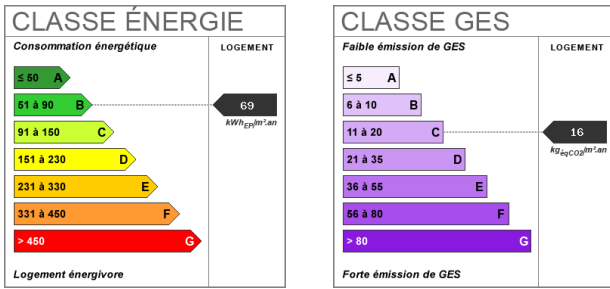 CLASSE ÉNERGIE
Consommation énergétique
LOGEMENT
≤ 50 A
51 à 90 B
69
kWhEP/m².an
91 à 150 C
151 à 230 D
231 à 330 E
331 à 450 F
> 450 G
Logement énergivore
CLASSE GES
Faible émission de GES
LOGEMENT
≤ 5 A
6 à 10 B
11 à 20 C
16
kgéqCO2/m².an
21 à 35 D
36 à 55 E
56 à 80 F
> 80 G
Forte émission de GES